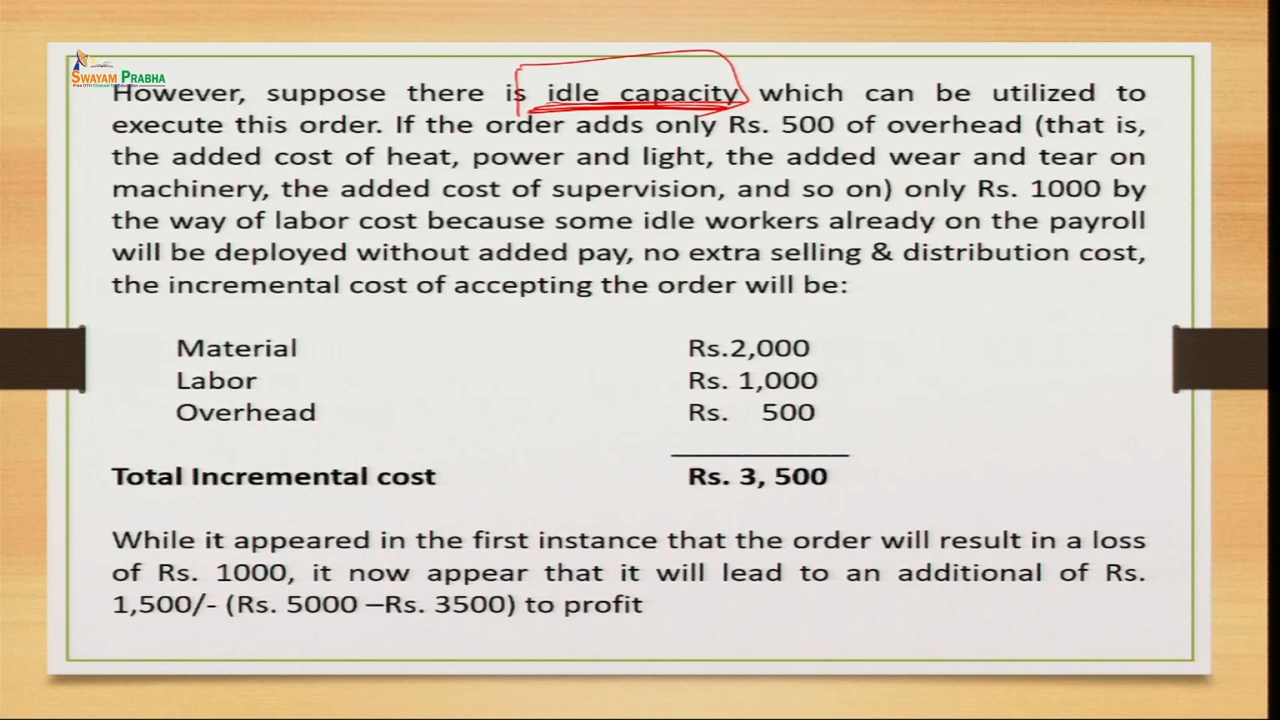 SWAYAM PRABHA
Free DTH Channel for Education
However, suppose there is idle capacity which can be utilized to
execute this order. If the order adds only Rs. 500 of overhead (that is,
the added cost of heat, power and light, the added wear and tear on
machinery, the added cost of supervision, and so on) only Rs. 1000 by
the way of labor cost because some idle workers already on the payroll
will be deployed without added pay, no extra selling & distribution cost,
the incremental cost of accepting the order will be:
Material Rs.2,000
Labor Rs. 1,000
Overhead Rs. 500
Total Incremental cost Rs. 3, 500
While it appeared in the first instance that the order will result in a loss
of Rs. 1000, it now appear that it will lead to an additional of Rs.
1,500/- (Rs. 5000 –Rs. 3500) to profit